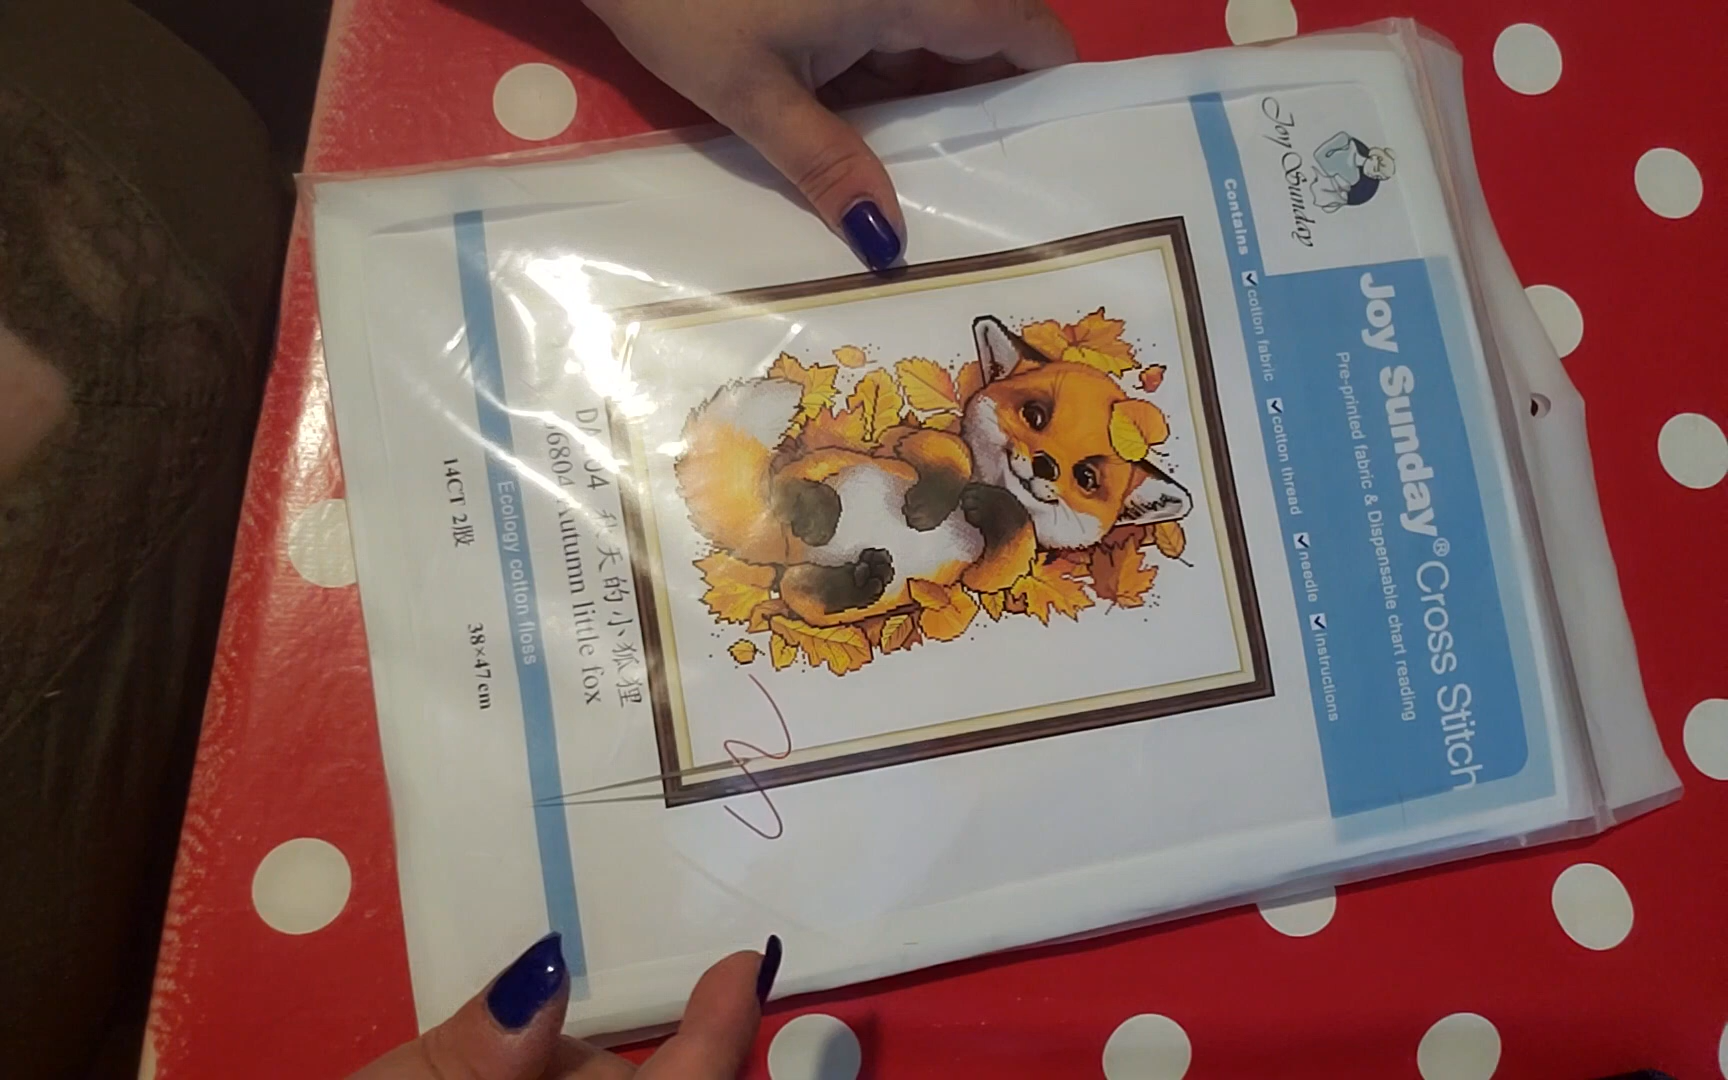 Joy Sunday
Joy Sunday® Cross Stitch
Pre-printed fabric & Dispensable chart reading
Contains ✓cotton fabric ✓cotton thread ✓needle ✓instructions
秋天的小狐狸
Autumn little fox
Ecology cotton floss
14CT 2股 38×47cm